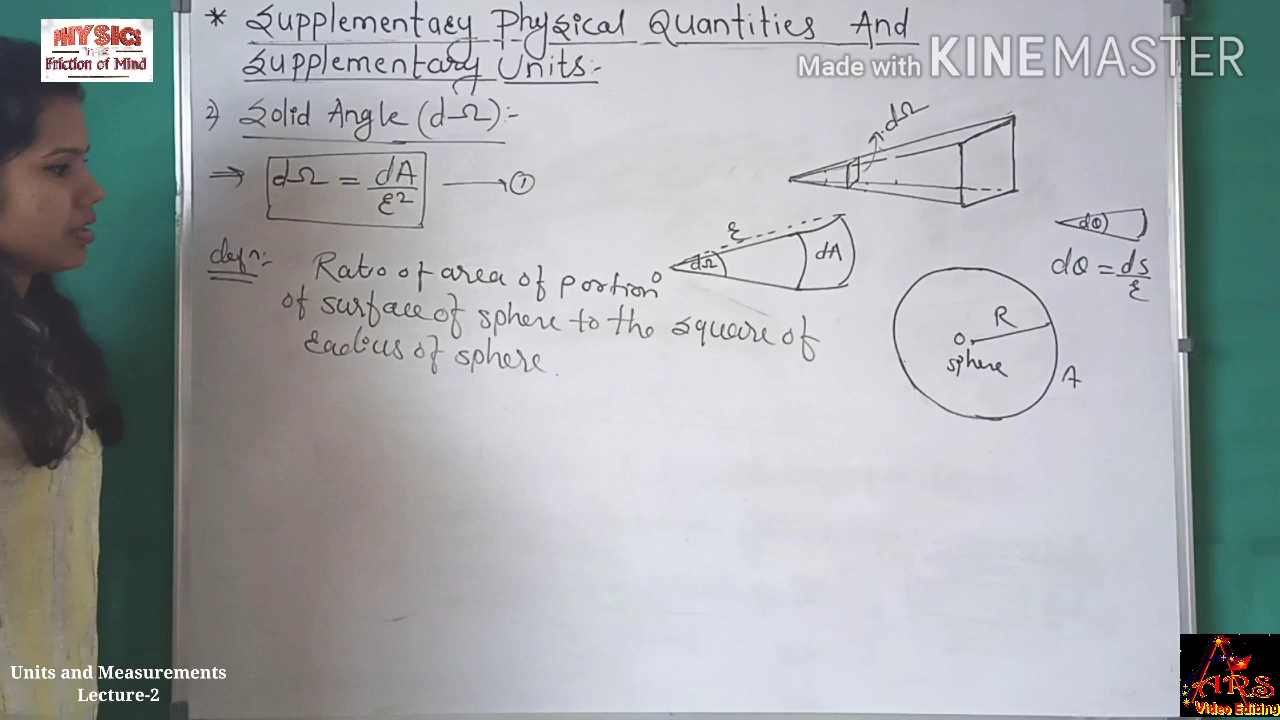 PHYSICS
IN THE
Friction of Mind
* Supplementary Physical Quantities And
Supplementary Units:-
Made with KINEMASTER
2) Solid Angle (dΩ):-
⇒ dΩ = dA/r² ①
dΩ
defⁿ:- Ratio of area of portion
of surface of sphere to the square of
radius of sphere.
O dΩ r dA
dθ
dθ = ds/r
O R
sphere
A
Units and Measurements
Lecture-2
ARS
Video Editing